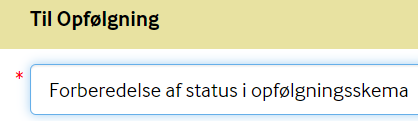 Til Opfølgning
* Forberedelse af status i opfølgningsskema